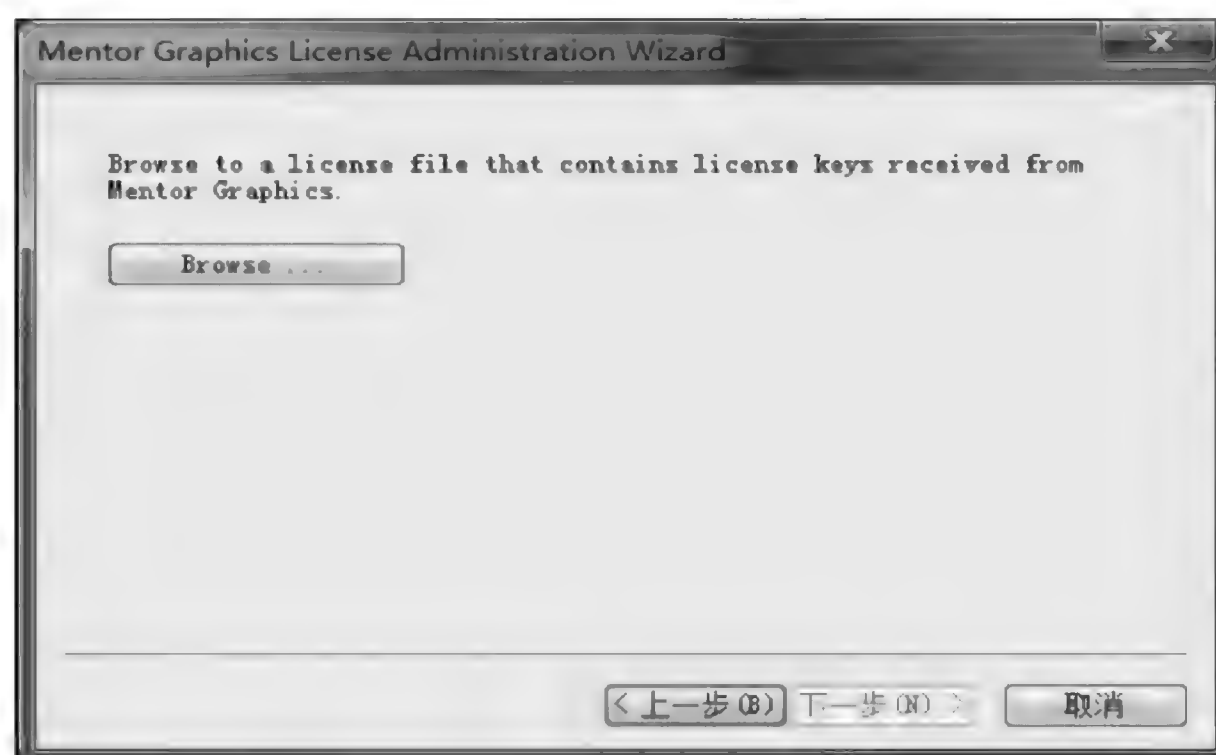 Mentor Graphics License Administration Wizard
Browse to a license file that contains license keys received from
Mentor Graphics.
Browse ...
< 上一步(B) 下一步(N) > 取消